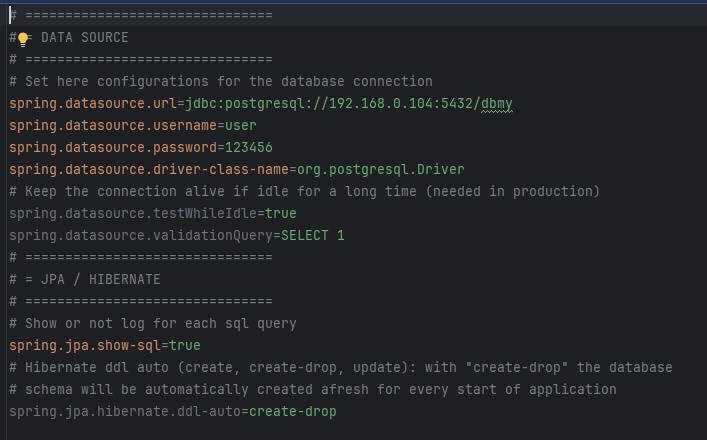 # ===============================
# = DATA SOURCE
# ===============================
# Set here configurations for the database connection
spring.datasource.url=jdbc:postgresql://192.168.0.104:5432/dbmy
spring.datasource.username=user
spring.datasource.password=123456
spring.datasource.driver-class-name=org.postgresql.Driver
# Keep the connection alive if idle for a long time (needed in production)
spring.datasource.testWhileIdle=true
spring.datasource.validationQuery=SELECT 1
# ===============================
# = JPA / HIBERNATE
# ===============================
# Show or not log for each sql query
spring.jpa.show-sql=true
# Hibernate ddl auto (create, create-drop, update): with "create-drop" the database
# schema will be automatically created afresh for every start of application
spring.jpa.hibernate.ddl-auto=create-drop